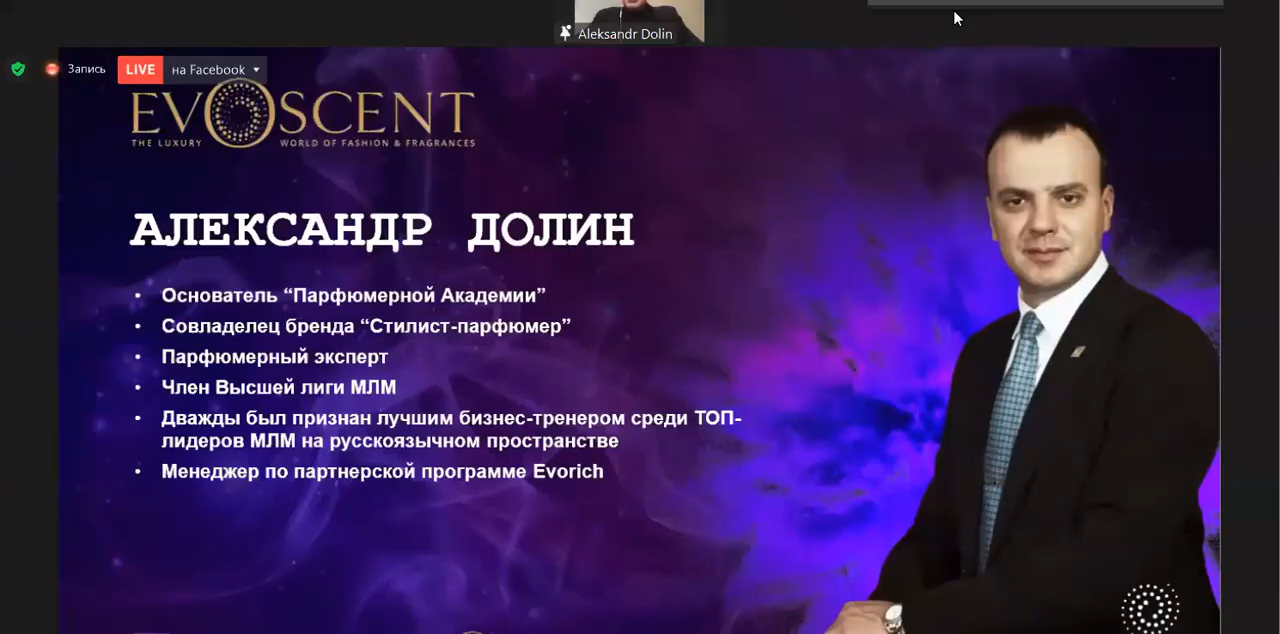 Aleksandr Dolin
Запись
LIVE на Facebook
EVOSCENT
THE LUXURY WORLD OF FASHION & FRAGRANCES
АЛЕКСАНДР ДОЛИН
• Основатель “Парфюмерной Академии”
• Совладелец бренда “Стилист-парфюмер”
• Парфюмерный эксперт
• Член Высшей лиги МЛМ
• Дважды был признан лучшим бизнес-тренером среди ТОП-
лидеров МЛМ на русскоязычном пространстве
• Менеджер по партнерской программе Evorich